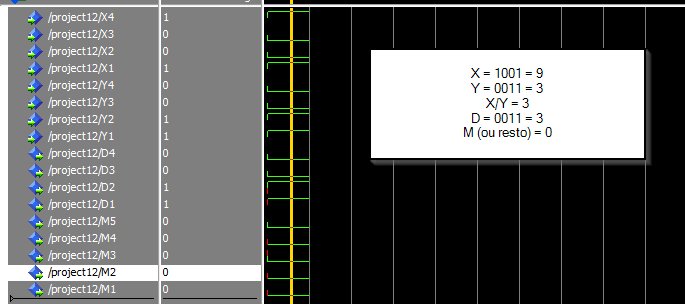 /project12/X4 1
/project12/X3 0
/project12/X2 0
/project12/X1 1
/project12/Y4 0
/project12/Y3 0
/project12/Y2 1
/project12/Y1 1
/project12/D4 0
/project12/D3 0
/project12/D2 1
/project12/D1 1
/project12/M5 0
/project12/M4 0
/project12/M3 0
/project12/M2 0
/project12/M1 0
X = 1001 = 9
Y = 0011 = 3
X/Y = 3
D = 0011 = 3
M (ou resto) = 0